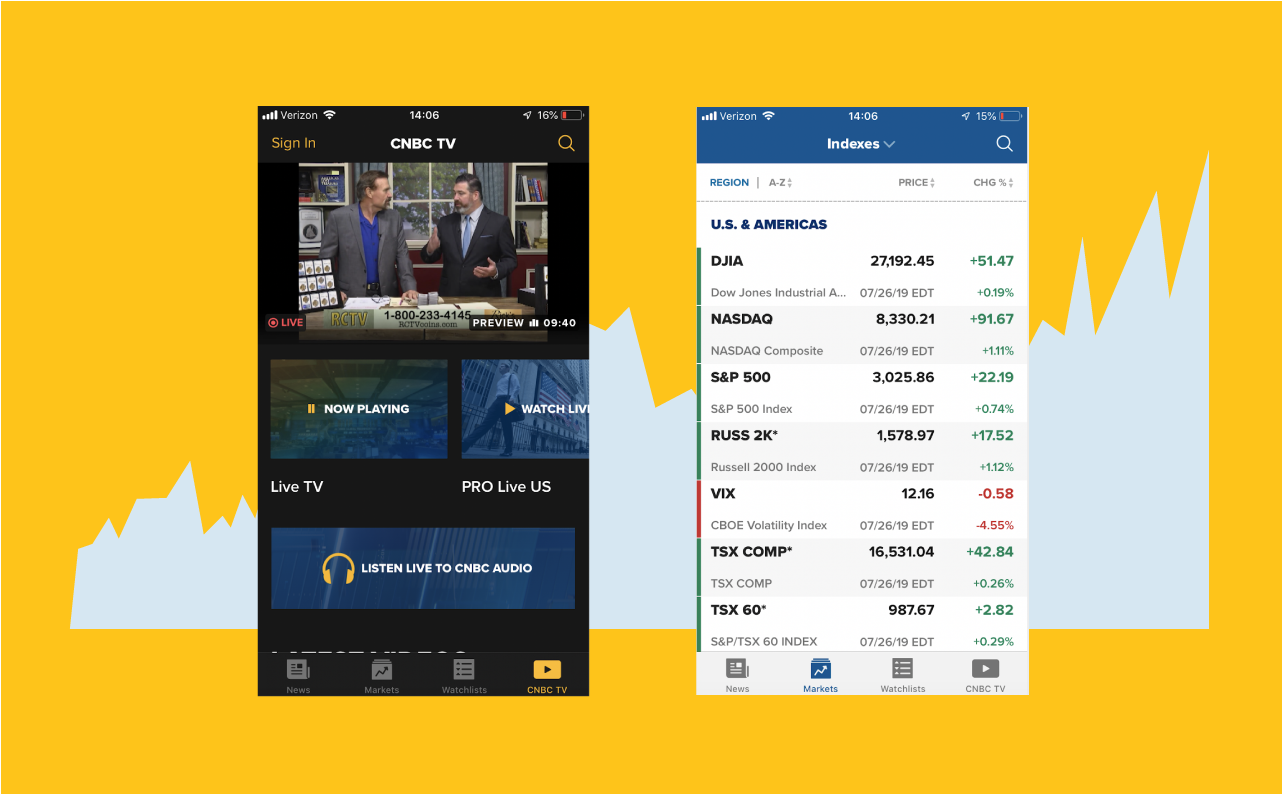 Verizon 14:06 16%
Sign In CNBC TV
RCTV 1-800-233-4145
RCTVcoins.com
LIVE PREVIEW 09:40
NOW PLAYING WATCH LIV
Live TV PRO Live US
LISTEN LIVE TO CNBC AUDIO
LATEST VIDEOS
News Markets Watchlists CNBC TV
Verizon 14:06 15%
Indexes
REGION | A-Z PRICE CHG %
U.S. & AMERICAS
DJIA 27,192.45 +51.47
Dow Jones Industrial A... 07/26/19 EDT +0.19%
NASDAQ 8,330.21 +91.67
NASDAQ Composite 07/26/19 EDT +1.11%
S&P 500 3,025.86 +22.19
S&P 500 Index 07/26/19 EDT +0.74%
RUSS 2K* 1,578.97 +17.52
Russell 2000 Index 07/26/19 EDT +1.12%
VIX 12.16 -0.58
CBOE Volatility Index 07/26/19 EDT -4.55%
TSX COMP* 16,531.04 +42.84
TSX COMP 07/26/19 EDT +0.26%
TSX 60* 987.67 +2.82
S&P/TSX 60 INDEX 07/26/19 EDT +0.29%
News Markets Watchlists CNBC TV